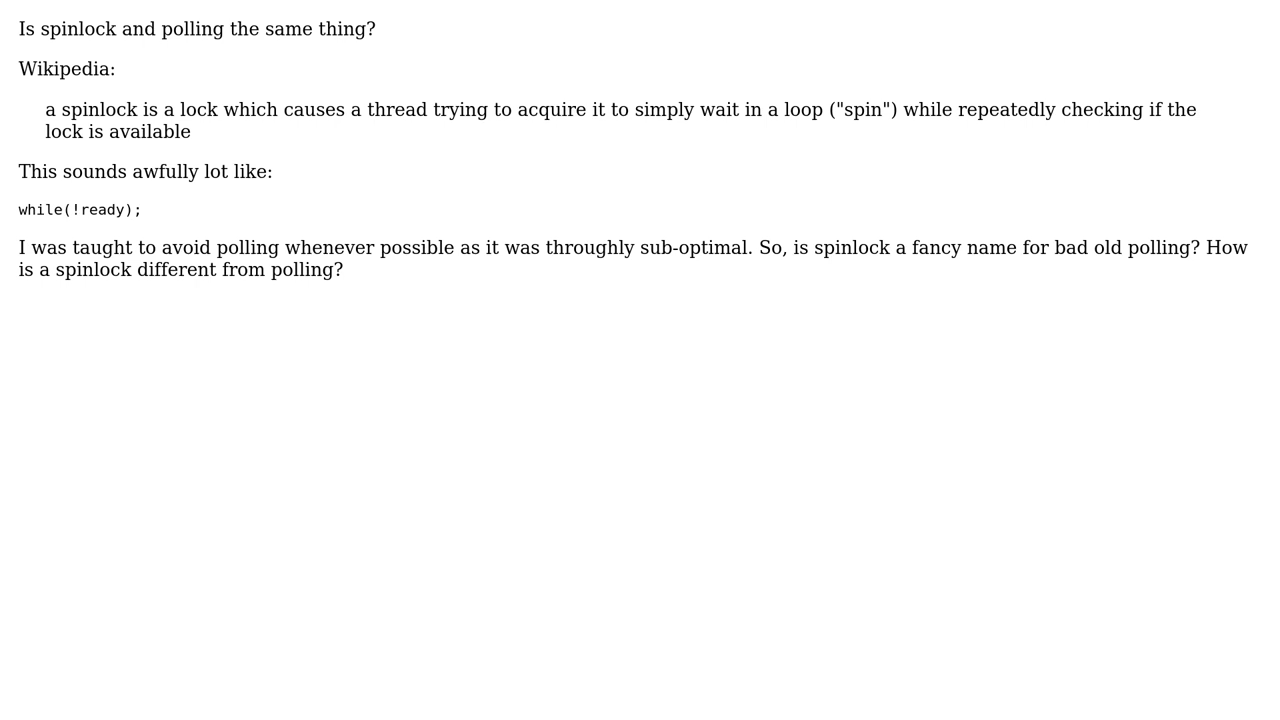 Is spinlock and polling the same thing?
Wikipedia:
a spinlock is a lock which causes a thread trying to acquire it to simply wait in a loop ("spin") while repeatedly checking if the
lock is available
This sounds awfully lot like:
while(!ready);
I was taught to avoid polling whenever possible as it was throughly sub-optimal. So, is spinlock a fancy name for bad old polling? How
is a spinlock different from polling?